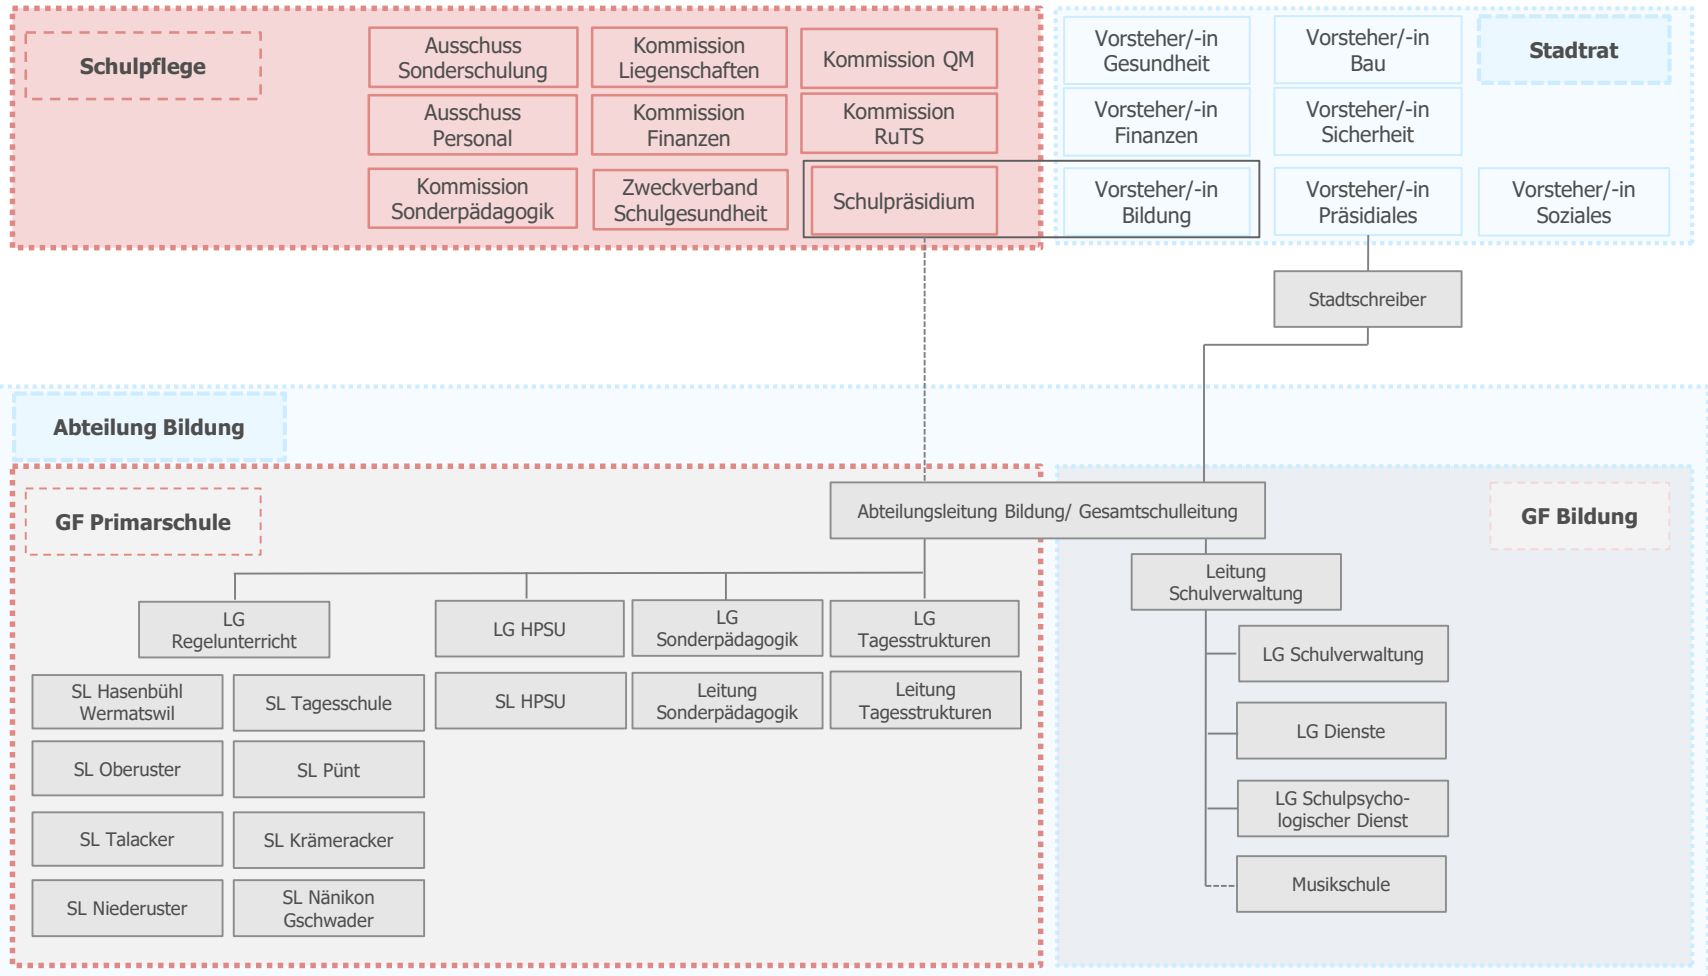 Schulpflege
Ausschuss
Sonderschulung
Kommission
Liegenschaften
Kommission QM
Ausschuss
Personal
Kommission
Finanzen
Kommission
RuTS
Kommission
Sonderpädagogik
Zweckverband
Schulgesundheit
Schulpräsidium
Vorsteher/-in
Gesundheit
Vorsteher/-in
Bau
Stadtrat
Vorsteher/-in
Finanzen
Vorsteher/-in
Sicherheit
Vorsteher/-in
Bildung
Vorsteher/-in
Präsidiales
Vorsteher/-in
Soziales
Stadtschreiber
Abteilung Bildung
GF Primarschule
Abteilungsleitung Bildung/ Gesamtschulleitung
GF Bildung
LG
Regelunterricht
LG HPSU
LG
Sonderpädagogik
LG
Tagesstrukturen
SL Hasenbühl
Wermatswil
SL Tagesschule
SL HPSU
Leitung
Sonderpädagogik
Leitung
Tagesstrukturen
SL Oberuster
SL Pünt
SL Talacker
SL Krämeracker
SL Niederuster
SL Nänikon
Gschwader
Leitung
Schulverwaltung
LG Schulverwaltung
LG Dienste
LG Schulpsycho-
logischer Dienst
Musikschule